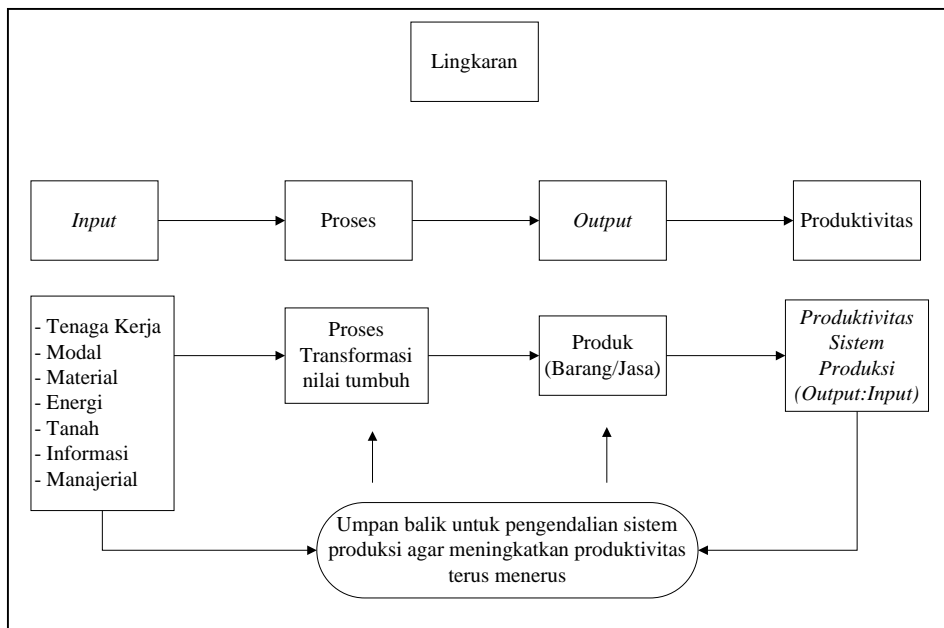 Lingkaran
Input
Proses
Output
Produktivitas
- Tenaga Kerja
- Modal
- Material
- Energi
- Tanah
- Informasi
- Manajerial
Proses
Transformasi
nilai tumbuh
Produk
(Barang/Jasa)
Produktivitas
Sistem
Produksi
(Output:Input)
Umpan balik untuk pengendalian sistem
produksi agar meningkatkan produktivitas
terus menerus